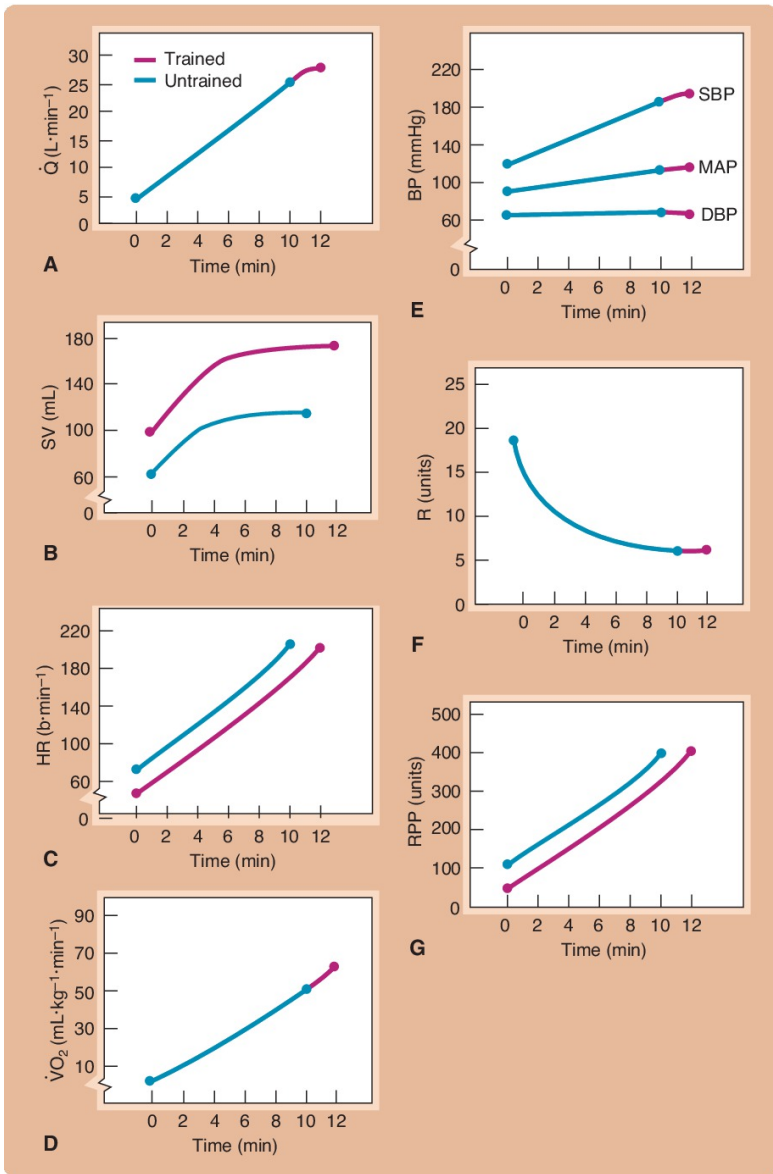 Trained
Untrained
Q̇ (L·min⁻¹)
30
25
20
15
10
5
0
0 2 4 6 8 10 12
Time (min)
A
SV (mL)
180
140
100
60
0
0 2 4 6 8 10 12
Time (min)
B
HR (b·min⁻¹)
220
180
140
100
60
0
0 2 4 6 8 10 12
Time (min)
C
V̇O₂ (mL·kg⁻¹·min⁻¹)
90
70
50
30
10
0 2 4 6 8 10 12
Time (min)
D
BP (mmHg)
220
180
140
100
60
0
SBP
MAP
DBP
0 2 4 6 8 10 12
Time (min)
E
R (units)
25
20
15
10
5
0
0 2 4 6 8 10 12
Time (min)
F
RPP (units)
500
400
300
200
100
0
0 2 4 6 8 10 12
Time (min)
G